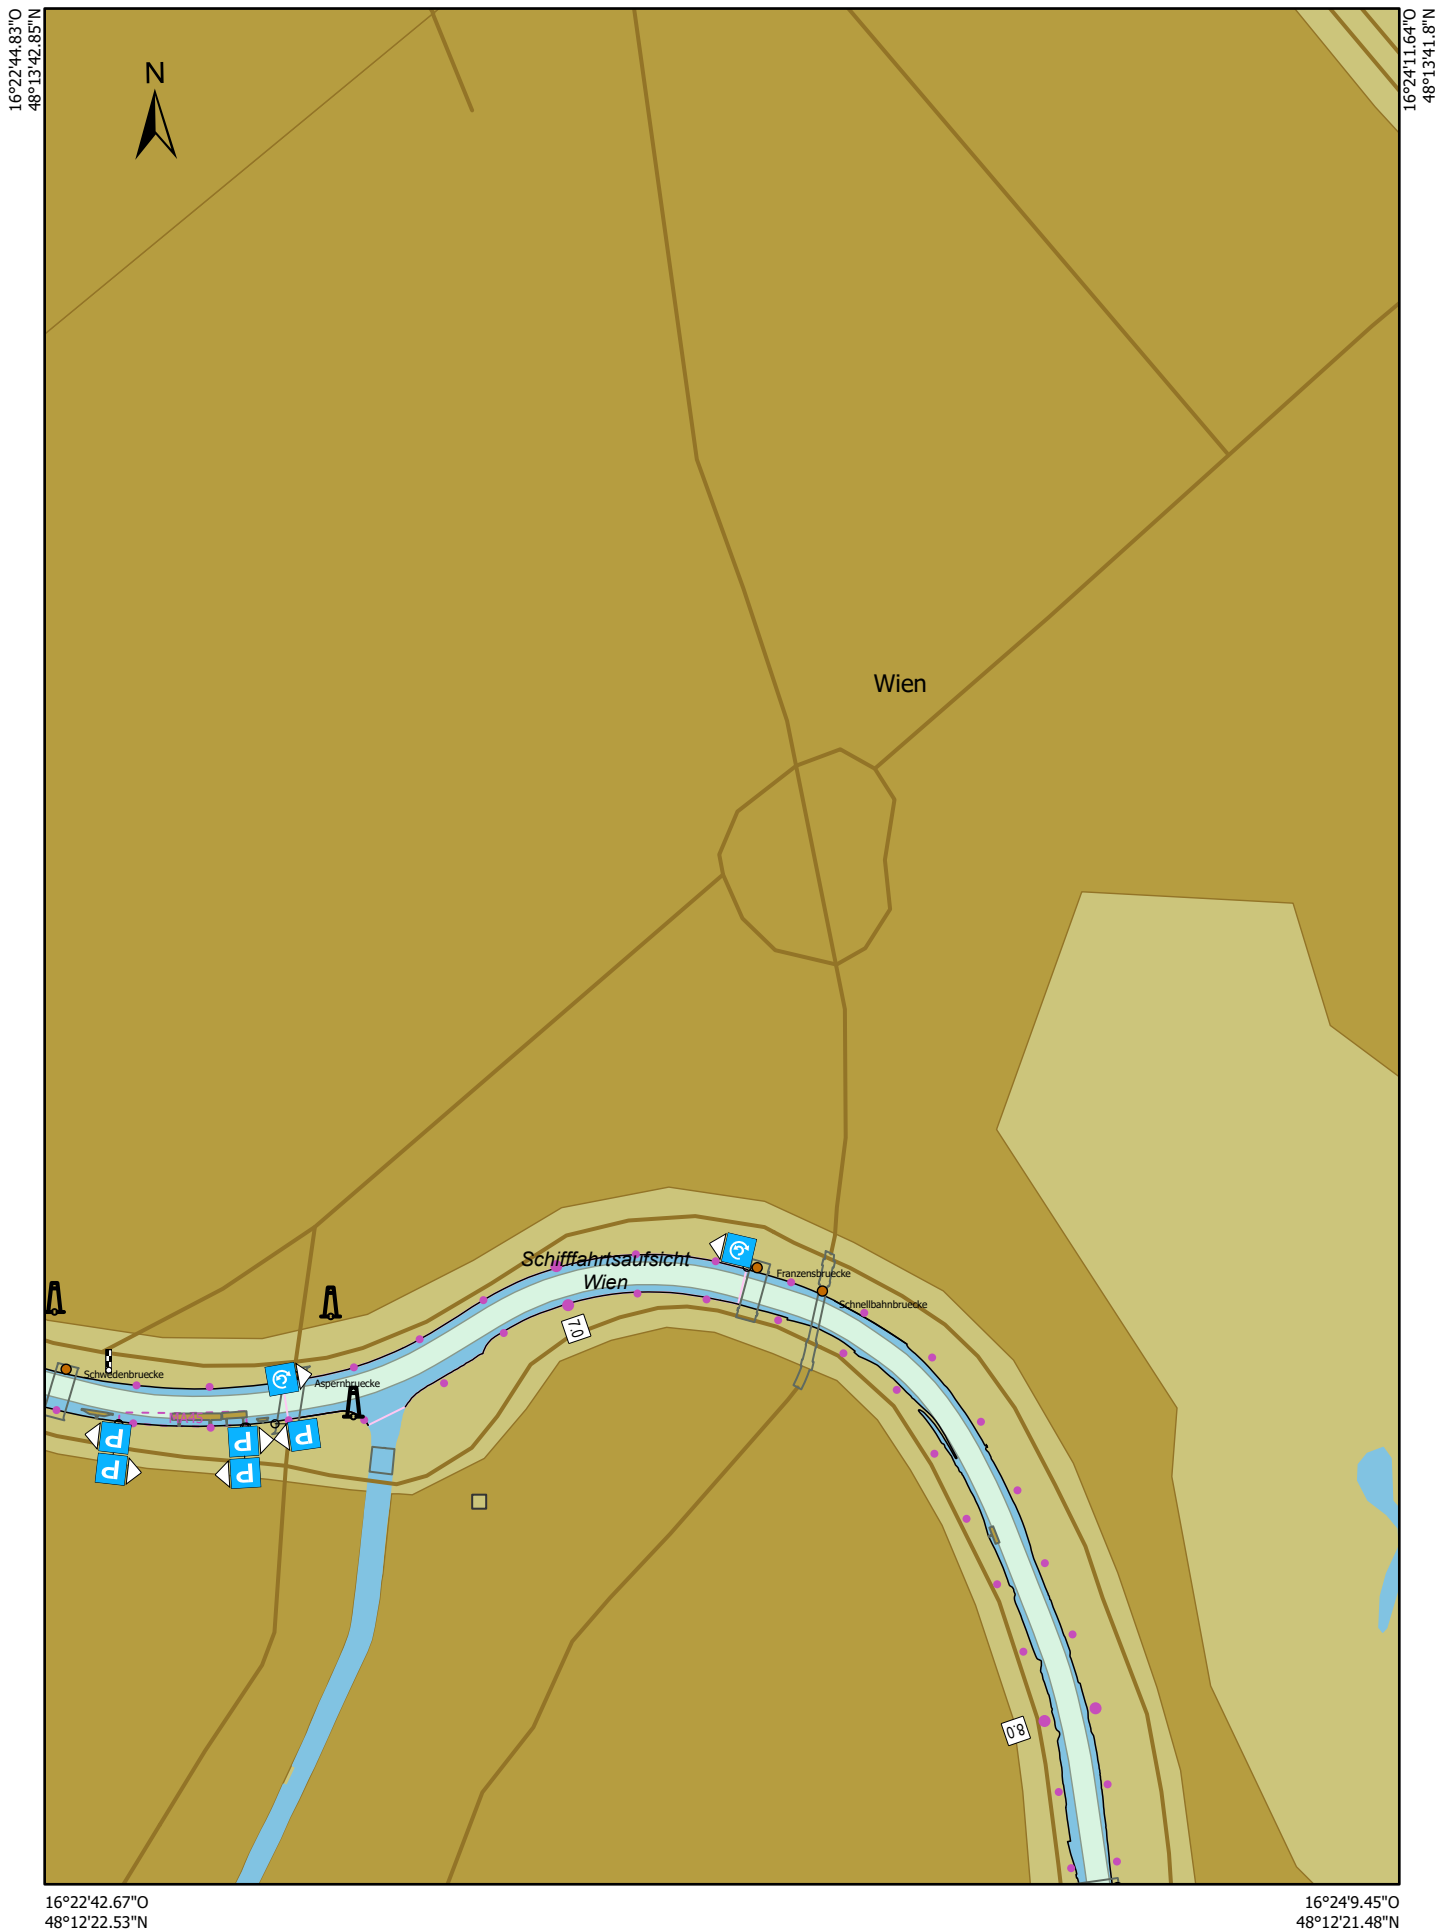 16°22'44.83"O
48°13'42.85"N
16°24'11.64"O
48°13'41.8"N
N
Wien
Schifffahrtsaufsicht
Wien
Franzensbruecke
Schnellbahnbruecke
7.0
Schwedenbruecke
Aspernbruecke
P
P
P
P
P
8.0
16°22'42.67"O
48°12'22.53"N
16°24'9.45"O
48°12'21.48"N